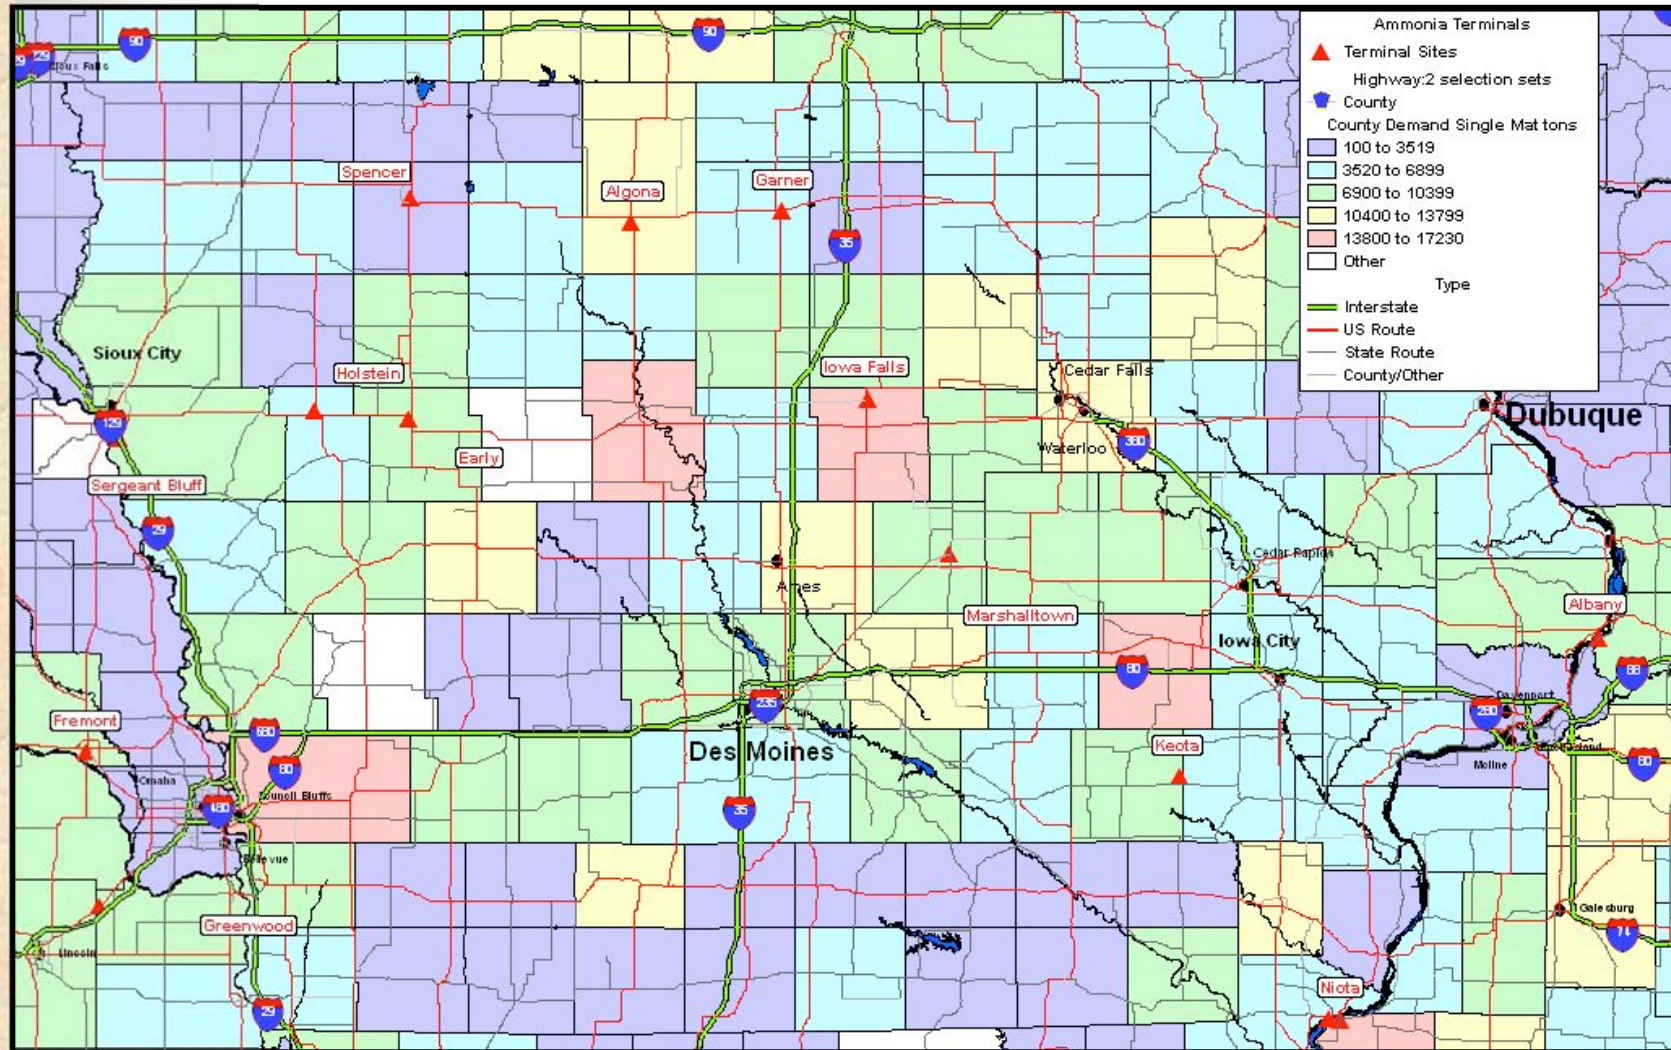 Ammonia Terminals
Terminal Sites
Highway:2 selection sets
County
County Demand Single Mat tons
100 to 3519
3520 to 6899
6900 to 10399
10400 to 13799
13800 to 17230
Other
Type
Interstate
US Route
State Route
County/Other
90
90
29
Sioux Falls
Spencer
Algona
Garner
35
Sioux City
Holstein
Iowa Falls
Cedar Falls
129
Dubuque
Early
Waterloo
380
Sergeant Bluff
29
Cedar Rapids
Ames
Marshalltown
Albany
Iowa City
80
88
Davenport
235
280
Fremont
680
Des Moines
Keota
80
Omaha
Moline
80
Council Bluffs
480
35
Bellevue
Galesburg
Greenwood
74
Lincoln
Niota
29